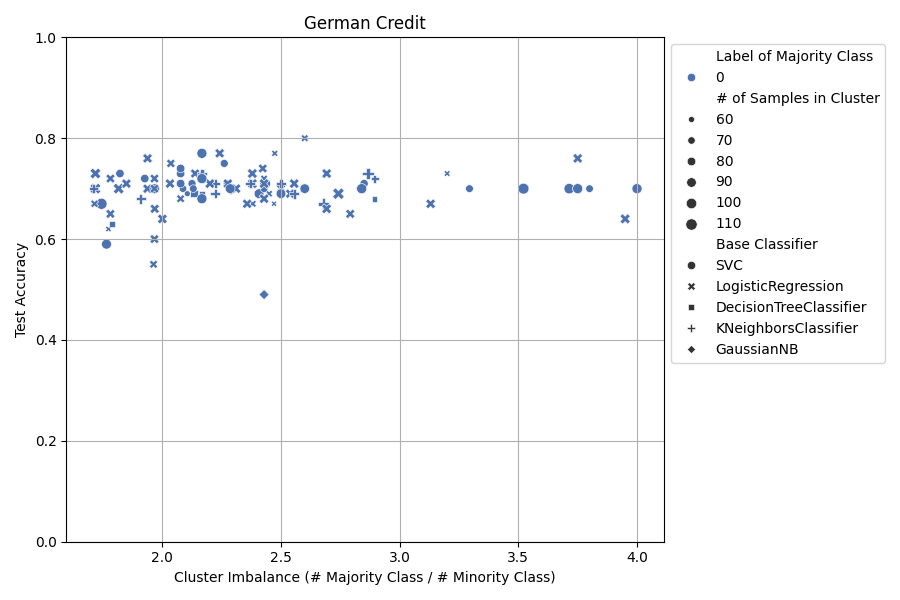 German Credit
1.0
0.8
0.6
0.4
0.2
0.0
Test Accuracy
2.0 2.5 3.0 3.5 4.0
Cluster Imbalance (# Majority Class / # Minority Class)
Label of Majority Class
0
# of Samples in Cluster
60
70
80
90
100
110
Base Classifier
SVC
LogisticRegression
DecisionTreeClassifier
KNeighborsClassifier
GaussianNB